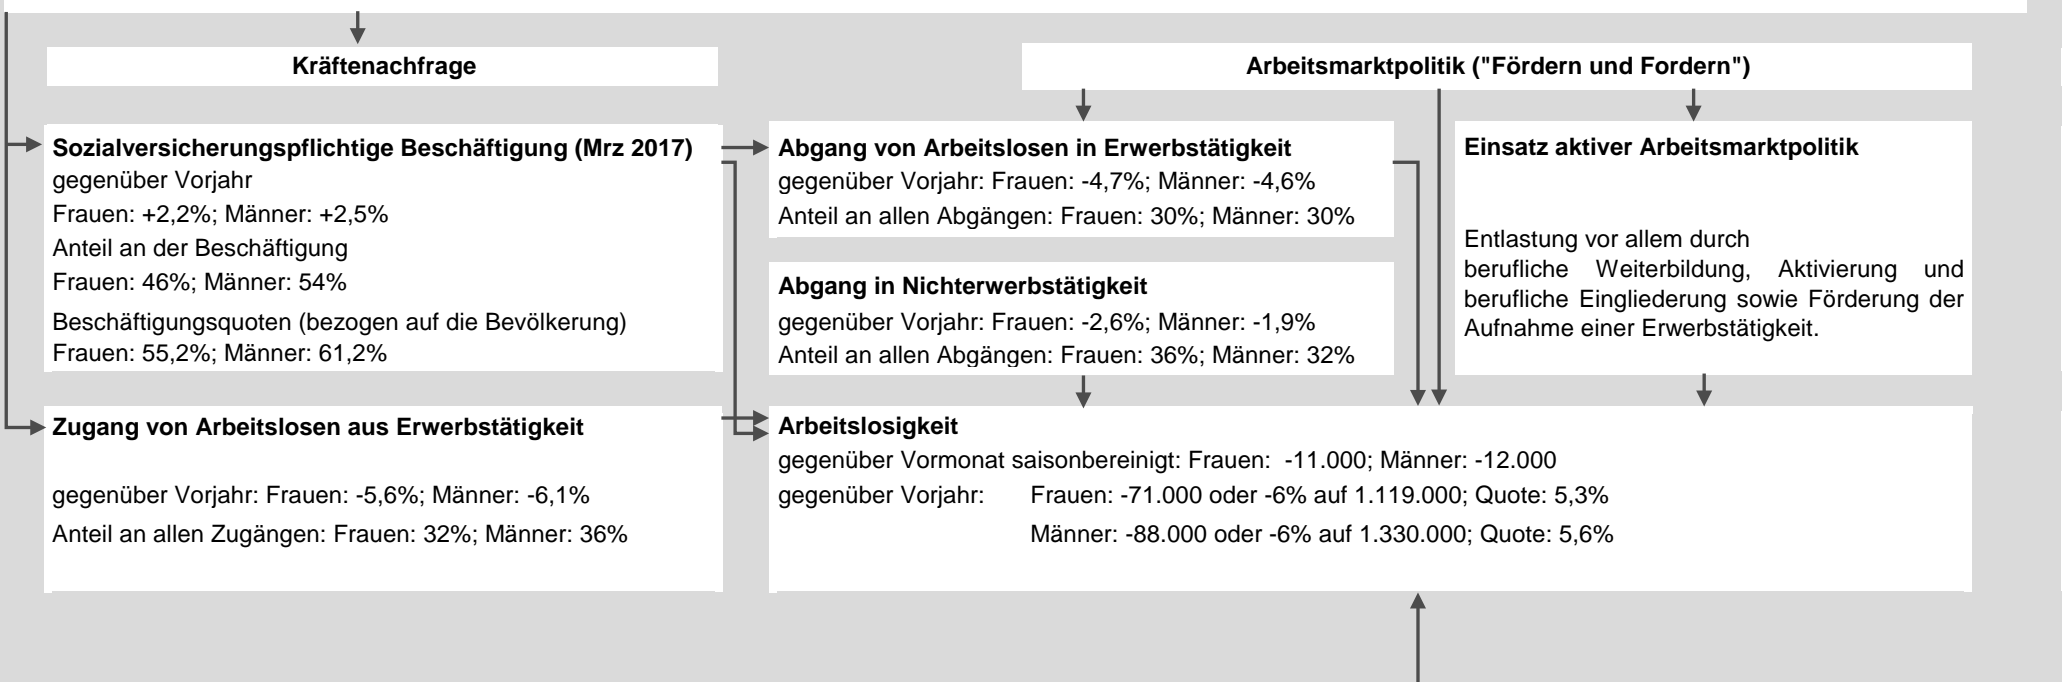 Kräftenachfrage
Arbeitsmarktpolitik ("Fördern und Fordern")
Sozialversicherungspflichtige Beschäftigung (Mrz 2017)
gegenüber Vorjahr
Frauen: +2,2%; Männer: +2,5%
Anteil an der Beschäftigung
Frauen: 46%; Männer: 54%
Beschäftigungsquoten (bezogen auf die Bevölkerung)
Frauen: 55,2%; Männer: 61,2%
Abgang von Arbeitslosen in Erwerbstätigkeit
gegenüber Vorjahr: Frauen: -4,7%; Männer: -4,6%
Anteil an allen Abgängen: Frauen: 30%; Männer: 30%
Abgang in Nichterwerbstätigkeit
gegenüber Vorjahr: Frauen: -2,6%; Männer: -1,9%
Anteil an allen Abgängen: Frauen: 36%; Männer: 32%
Einsatz aktiver Arbeitsmarktpolitik
Entlastung vor allem durch
berufliche Weiterbildung, Aktivierung und
berufliche Eingliederung sowie Förderung der
Aufnahme einer Erwerbstätigkeit.
Zugang von Arbeitslosen aus Erwerbstätigkeit
gegenüber Vorjahr: Frauen: -5,6%; Männer: -6,1%
Anteil an allen Zugängen: Frauen: 32%; Männer: 36%
Arbeitslosigkeit
gegenüber Vormonat saisonbereinigt: Frauen: -11.000; Männer: -12.000
gegenüber Vorjahr: Frauen: -71.000 oder -6% auf 1.119.000; Quote: 5,3%
Männer: -88.000 oder -6% auf 1.330.000; Quote: 5,6%